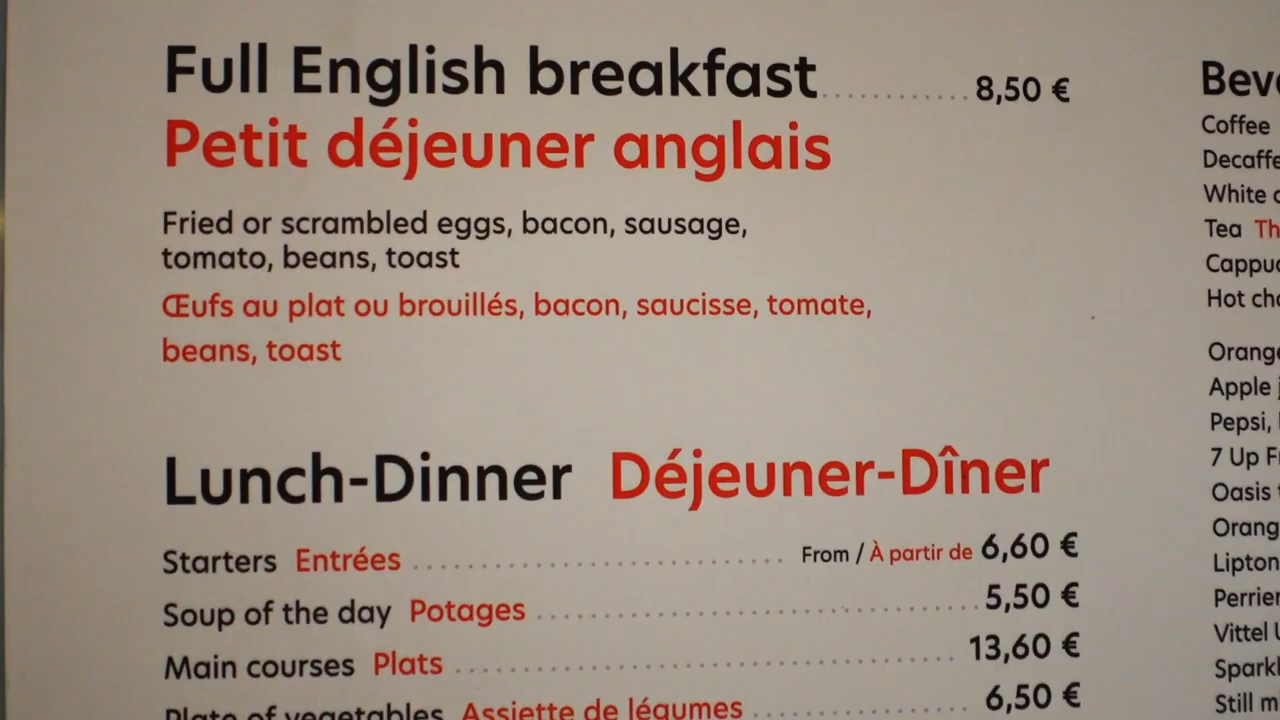 Full English breakfast............8,50 €
Petit déjeuner anglais
Fried or scrambled eggs, bacon, sausage,
tomato, beans, toast
Œufs au plat ou brouillés, bacon, saucisse, tomate,
beans, toast
Lunch-Dinner Déjeuner-Dîner
Starters Entrées ........................ From / À partir de 6,60 €
Soup of the day Potages ........................ 5,50 €
Main courses Plats ........................ 13,60 €
Plate of vegetables Assiette de légumes ............ 6,50 €
Coffee
White
Tea
Apple
Pepsi,
7 Up
Oasis
Lipton
Perrier
Vittel
Still